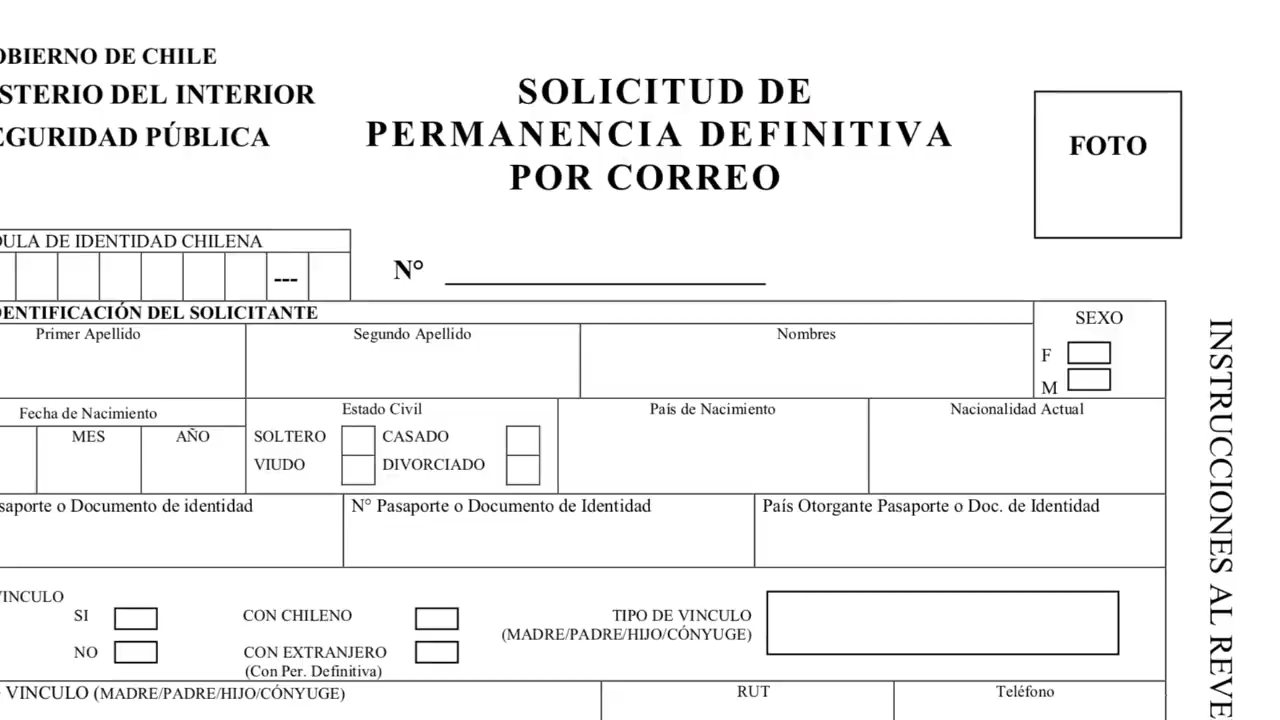 OBIERNO DE CHILE
STERIO DEL INTERIOR
EGURIDAD PÚBLICA
SOLICITUD DE
PERMANENCIA DEFINITIVA
POR CORREO
FOTO
DULA DE IDENTIDAD CHILENA
---
N° ____________________
DENTIFICACIÓN DEL SOLICITANTE
SEXO
Primer Apellido
Segundo Apellido
Nombres
F
M
Fecha de Nacimiento
Estado Civil
País de Nacimiento
Nacionalidad Actual
MES
AÑO
SOLTERO
CASADO
VIUDO
DIVORCIADO
saporte o Documento de identidad
N° Pasaporte o Documento de Identidad
País Otorgante Pasaporte o Doc. de Identidad
VINCULO
SI
CON CHILENO
TIPO DE VINCULO
(MADRE/PADRE/HIJO/CÓNYUGE)
NO
CON EXTRANJERO
(Con Per. Definitiva)
VINCULO (MADRE/PADRE/HIJO/CÓNYUGE)
RUT
Teléfono
INSTRUCCIONES AL REVE